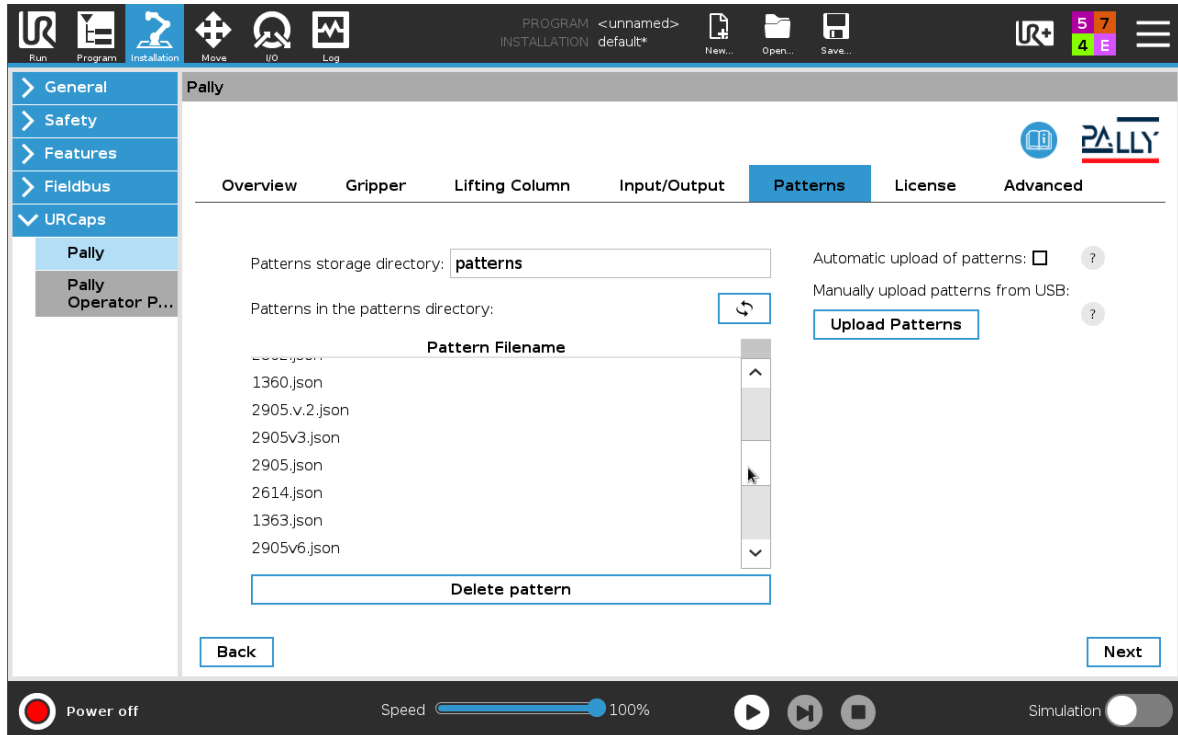 PROGRAM <unnamed>
INSTALLATION default*
Run Program Installation Move I/O Log New... Open... Save...
UR+
5 7
4 E
General
Safety
Features
Fieldbus
URCaps
Pally
Pally
Operator P...
Pally
PALLY
Overview Gripper Lifting Column Input/Output Patterns License Advanced
Patterns storage directory: patterns
Automatic upload of patterns: ?
Patterns in the patterns directory:
Manually upload patterns from USB:
Upload Patterns ?
Pattern Filename
1360.json
2905.v.2.json
2905v3.json
2905.json
2614.json
1363.json
2905v6.json
Delete pattern
Back Next
Power off Speed 100% Simulation